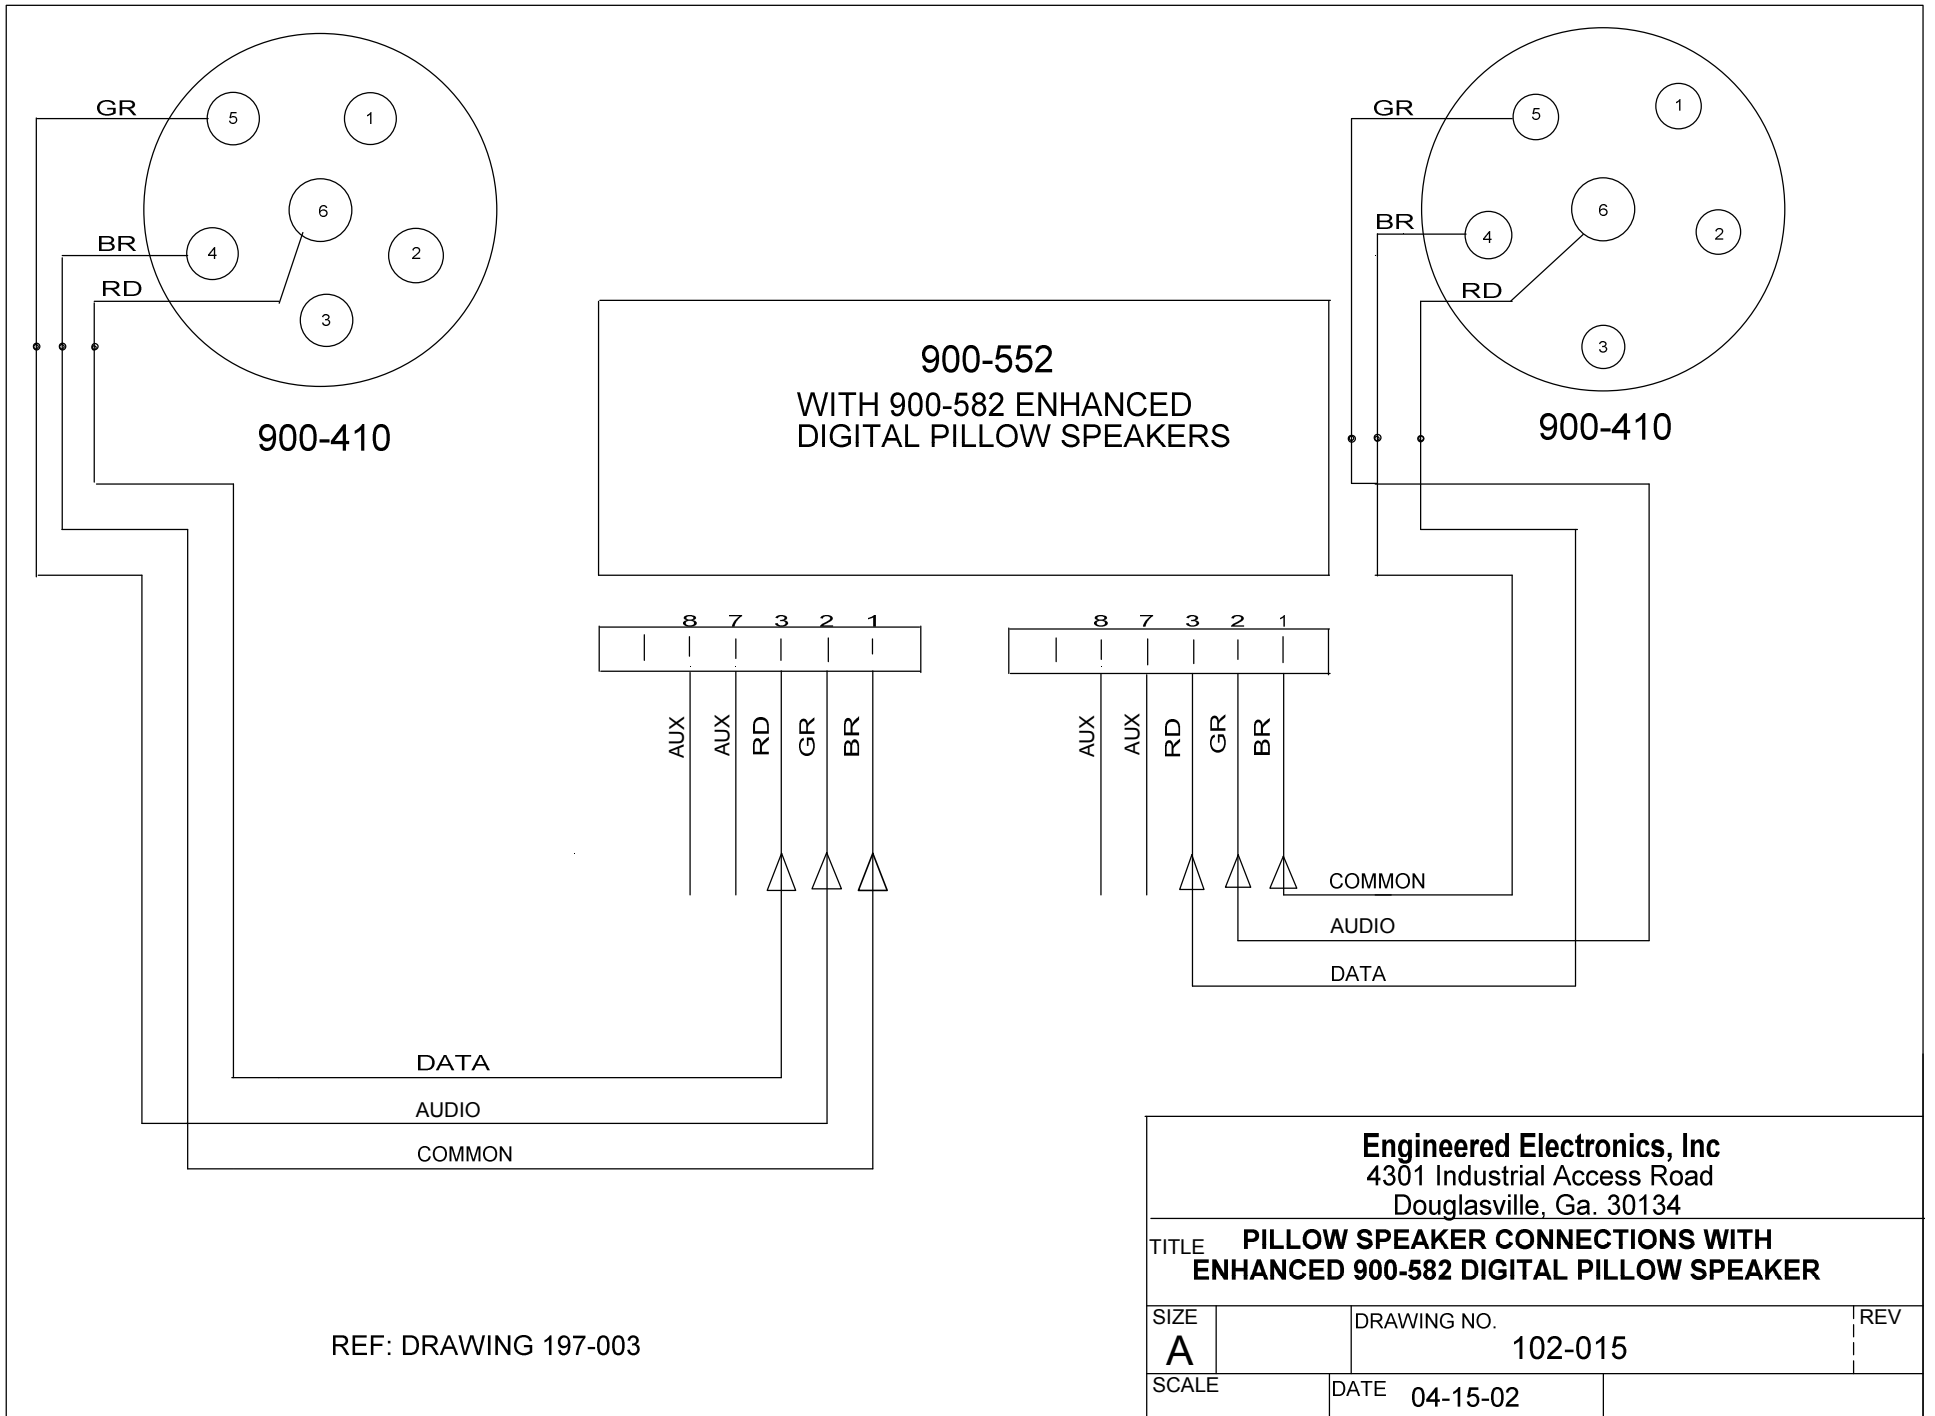 GR
5
1
BR
4
6
2
RD
3
900-410
GR
5
1
BR
4
6
2
RD
3
900-410
900-552
WITH 900-582 ENHANCED
DIGITAL PILLOW SPEAKERS
8 7 3 2 1
AUX AUX RD GR BR
8 7 3 2 1
AUX AUX RD GR BR
COMMON
AUDIO
DATA
DATA
AUDIO
COMMON
REF: DRAWING 197-003
Engineered Electronics, Inc
4301 Industrial Access Road
Douglasville, Ga. 30134
TITLE PILLOW SPEAKER CONNECTIONS WITH
ENHANCED 900-582 DIGITAL PILLOW SPEAKER
SIZE
A
DRAWING NO.
102-015
REV
SCALE
DATE 04-15-02